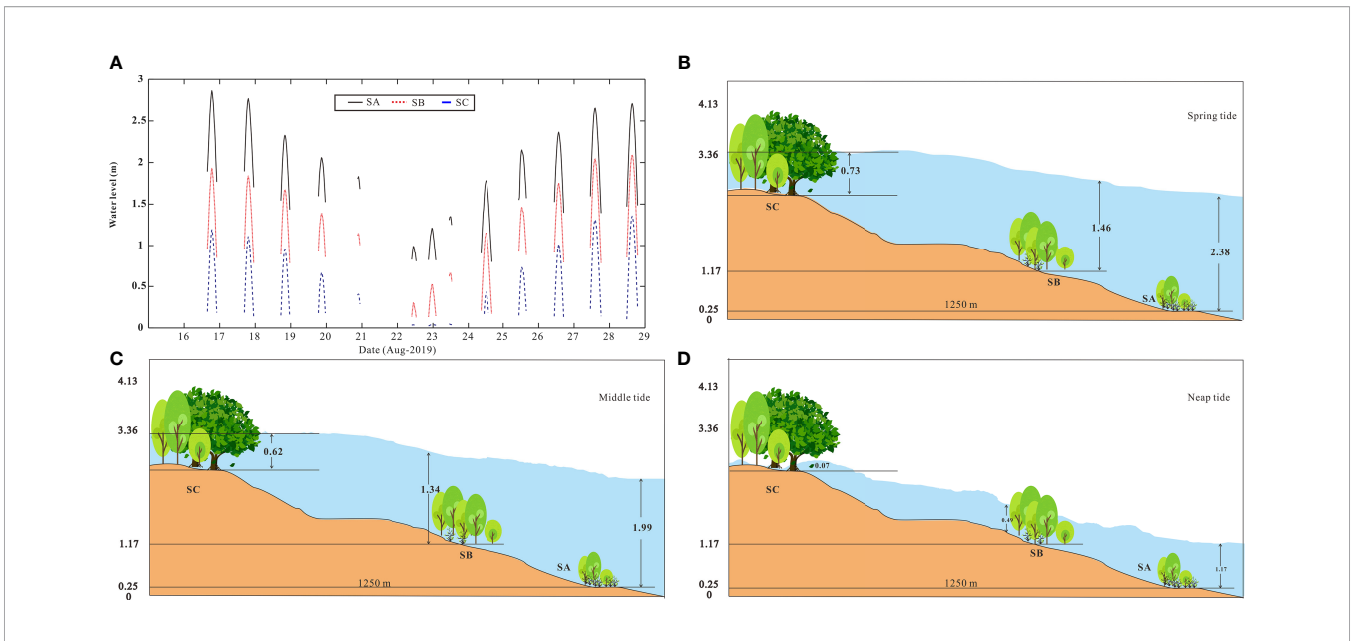 A
3
2.5
2
1.5
1
0.5
0
Water level (m)
SA SB SC
16 17 18 19 20 21 22 23 24 25 26 27 28 29
Date (Aug-2019)
B
4.13
3.36
1.17
0.25
0
Spring tide
0.73
SC
1.46
2.38
SB
SA
1250 m
C
4.13
3.36
1.17
0.25
0
Middle tide
0.62
SC
1.34
1.99
SB
SA
1250 m
D
4.13
3.36
1.17
0.25
0
Neap tide
0.07
SC
0.49
SB
SA
1.17
1250 m